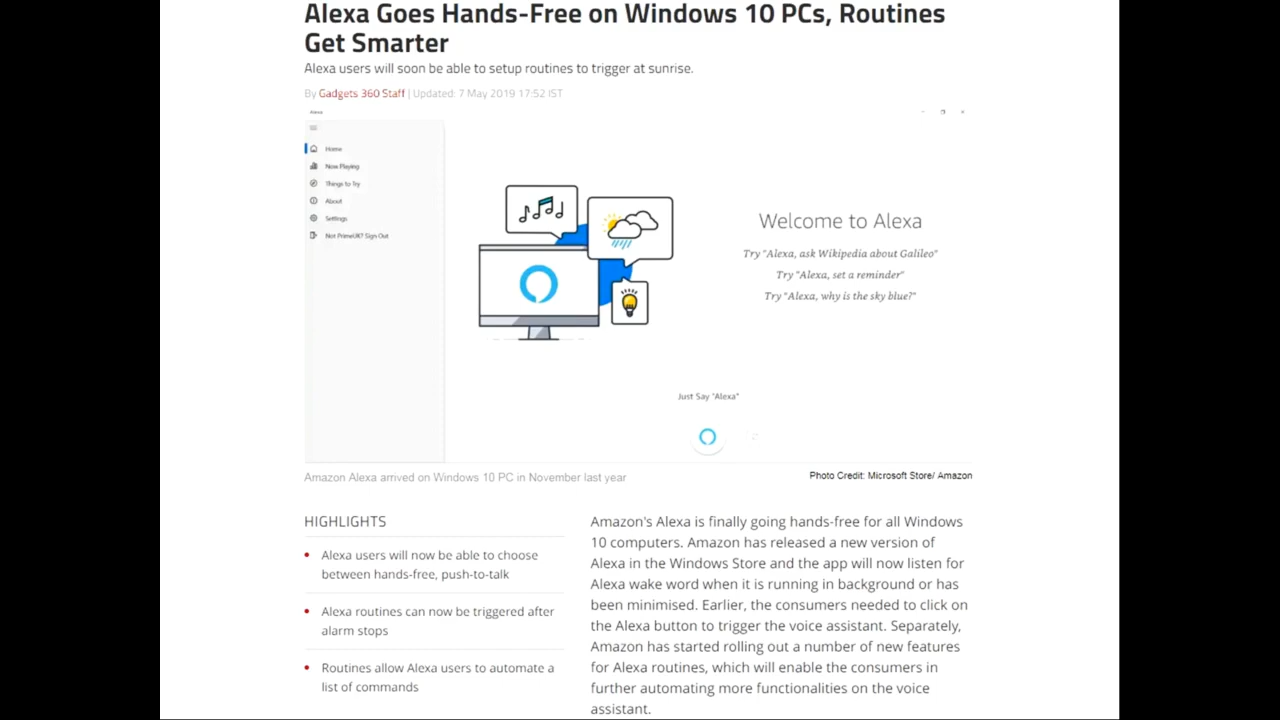 Alexa Goes Hands-Free on Windows 10 PCs, Routines
Get Smarter
Alexa users will soon be able to setup routines to trigger at sunrise.
By Gadgets 360 Staff | Updated: 7 May 2019 17:52 IST
Alexa
Home
Now Playing
Things to Try
About
Settings
Not PrimeUK? Sign Out
Welcome to Alexa
Try "Alexa, ask Wikipedia about Galileo"
Try "Alexa, set a reminder"
Try "Alexa, why is the sky blue?"
Just Say "Alexa"
Amazon Alexa arrived on Windows 10 PC in November last year
Photo Credit: Microsoft Store/ Amazon
HIGHLIGHTS
Alexa users will now be able to choose
between hands-free, push-to-talk
Alexa routines can now be triggered after
alarm stops
Routines allow Alexa users to automate a
list of commands
Amazon's Alexa is finally going hands-free for all Windows
10 computers. Amazon has released a new version of
Alexa in the Windows Store and the app will now listen for
Alexa wake word when it is running in background or has
been minimised. Earlier, the consumers needed to click on
the Alexa button to trigger the voice assistant. Separately,
Amazon has started rolling out a number of new features
for Alexa routines, which will enable the consumers in
further automating more functionalities on the voice
assistant.